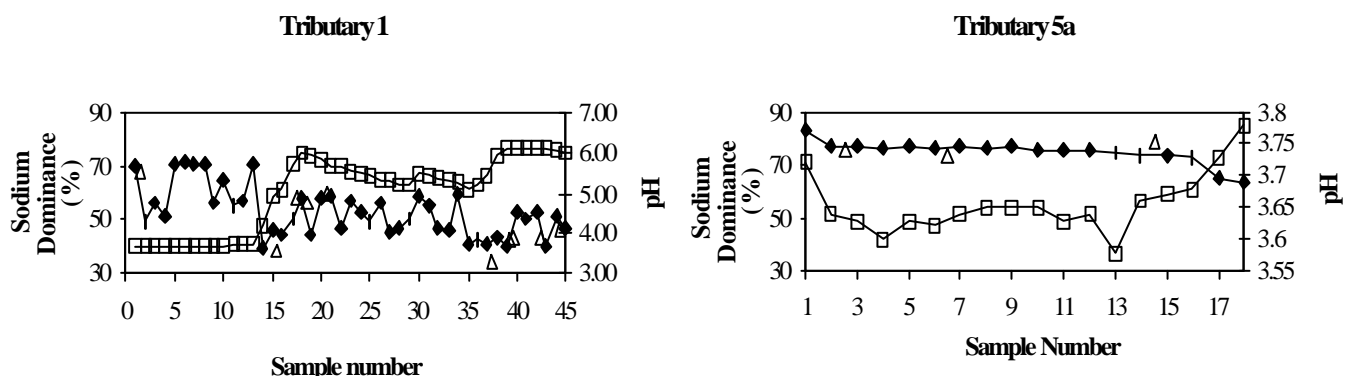 Tributary 1
Sodium
Dominance
(%)
90
70
50
30
7.00
6.00
5.00
4.00
3.00
pH
0 5 10 15 20 25 30 35 40 45
Sample number
Tributary 5a
Sodium
Dominance
(%)
90
70
50
30
3.8
3.75
3.7
3.65
3.6
3.55
pH
1 3 5 7 9 11 13 15 17
Sample Number